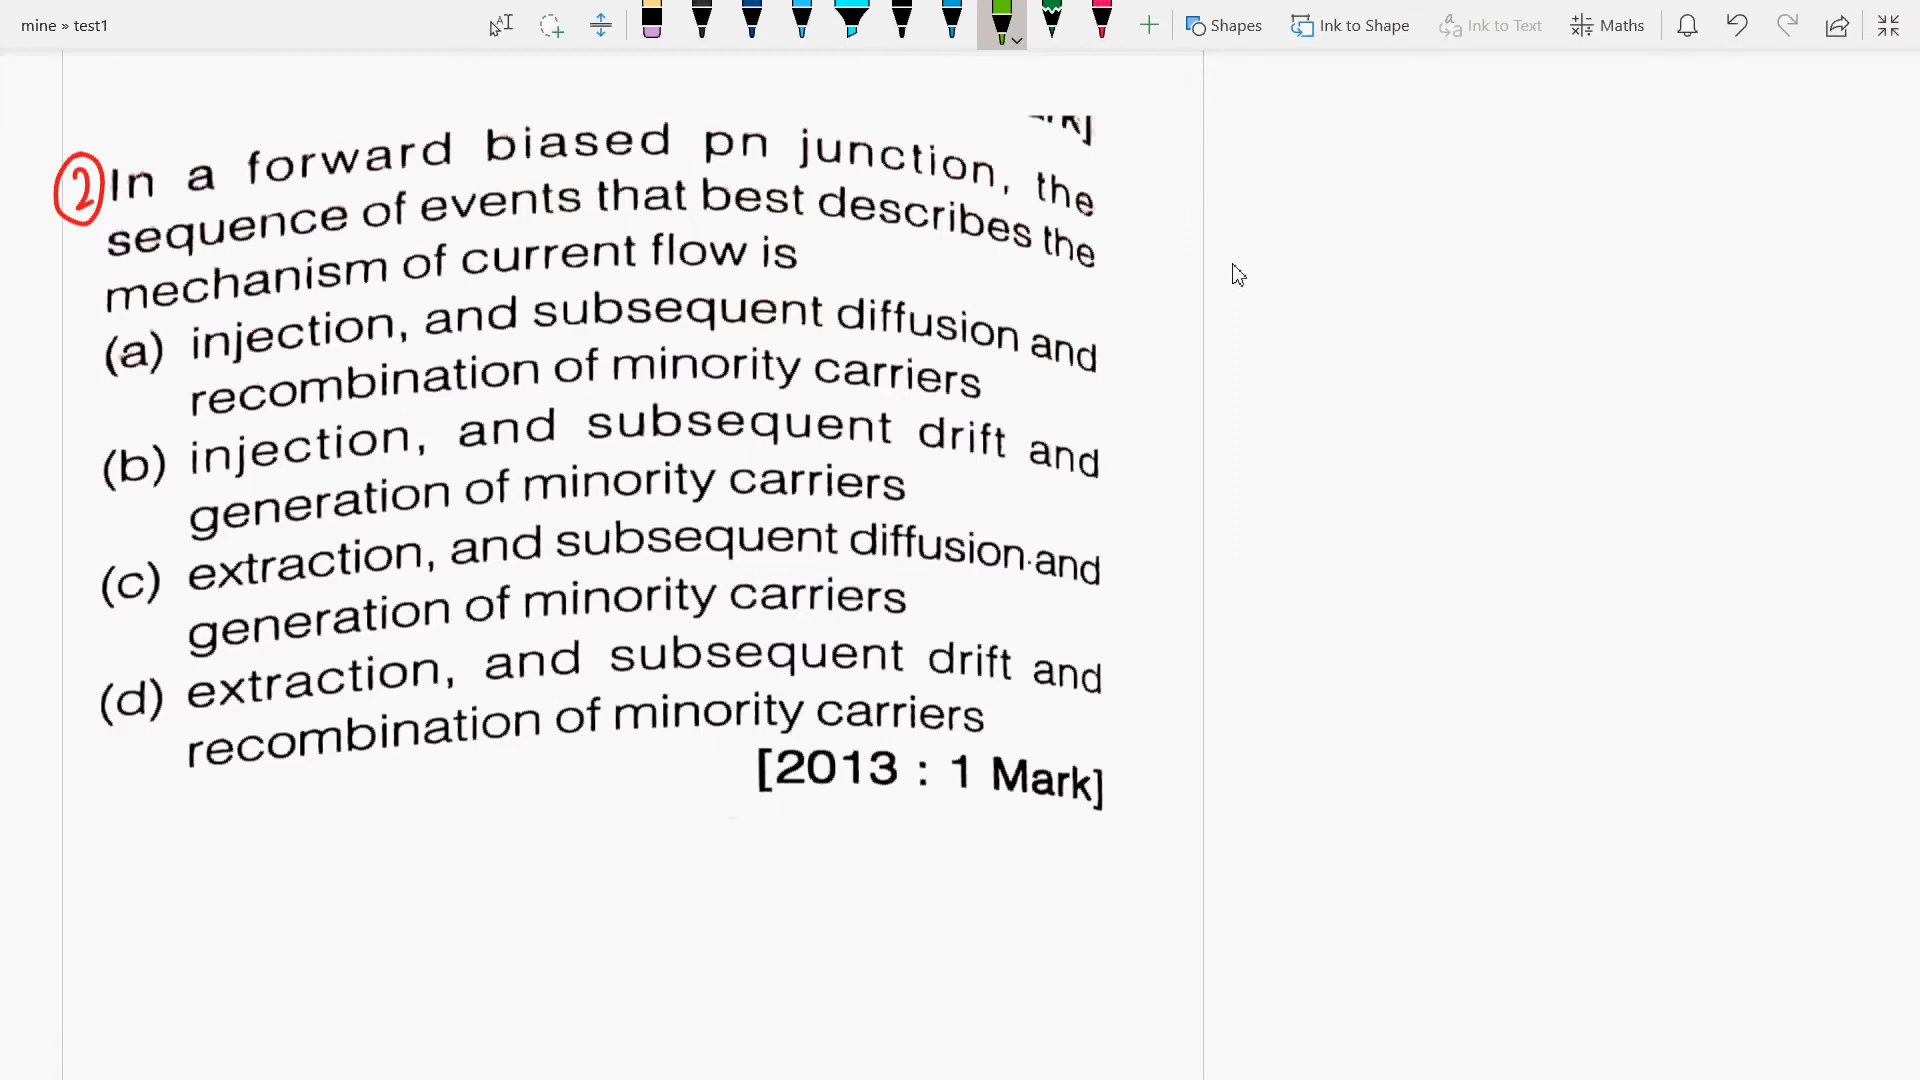 mine » test1
Shapes
Ink to Shape
Ink to Text
Maths
② In a forward biased pn junction, the
sequence of events that best describes the
mechanism of current flow is
(a) injection, and subsequent diffusion and
recombination of minority carriers
(b) injection, and subsequent drift and
generation of minority carriers
(c) extraction, and subsequent diffusion and
generation of minority carriers
(d) extraction, and subsequent drift and
recombination of minority carriers
[2013 : 1 Mark]